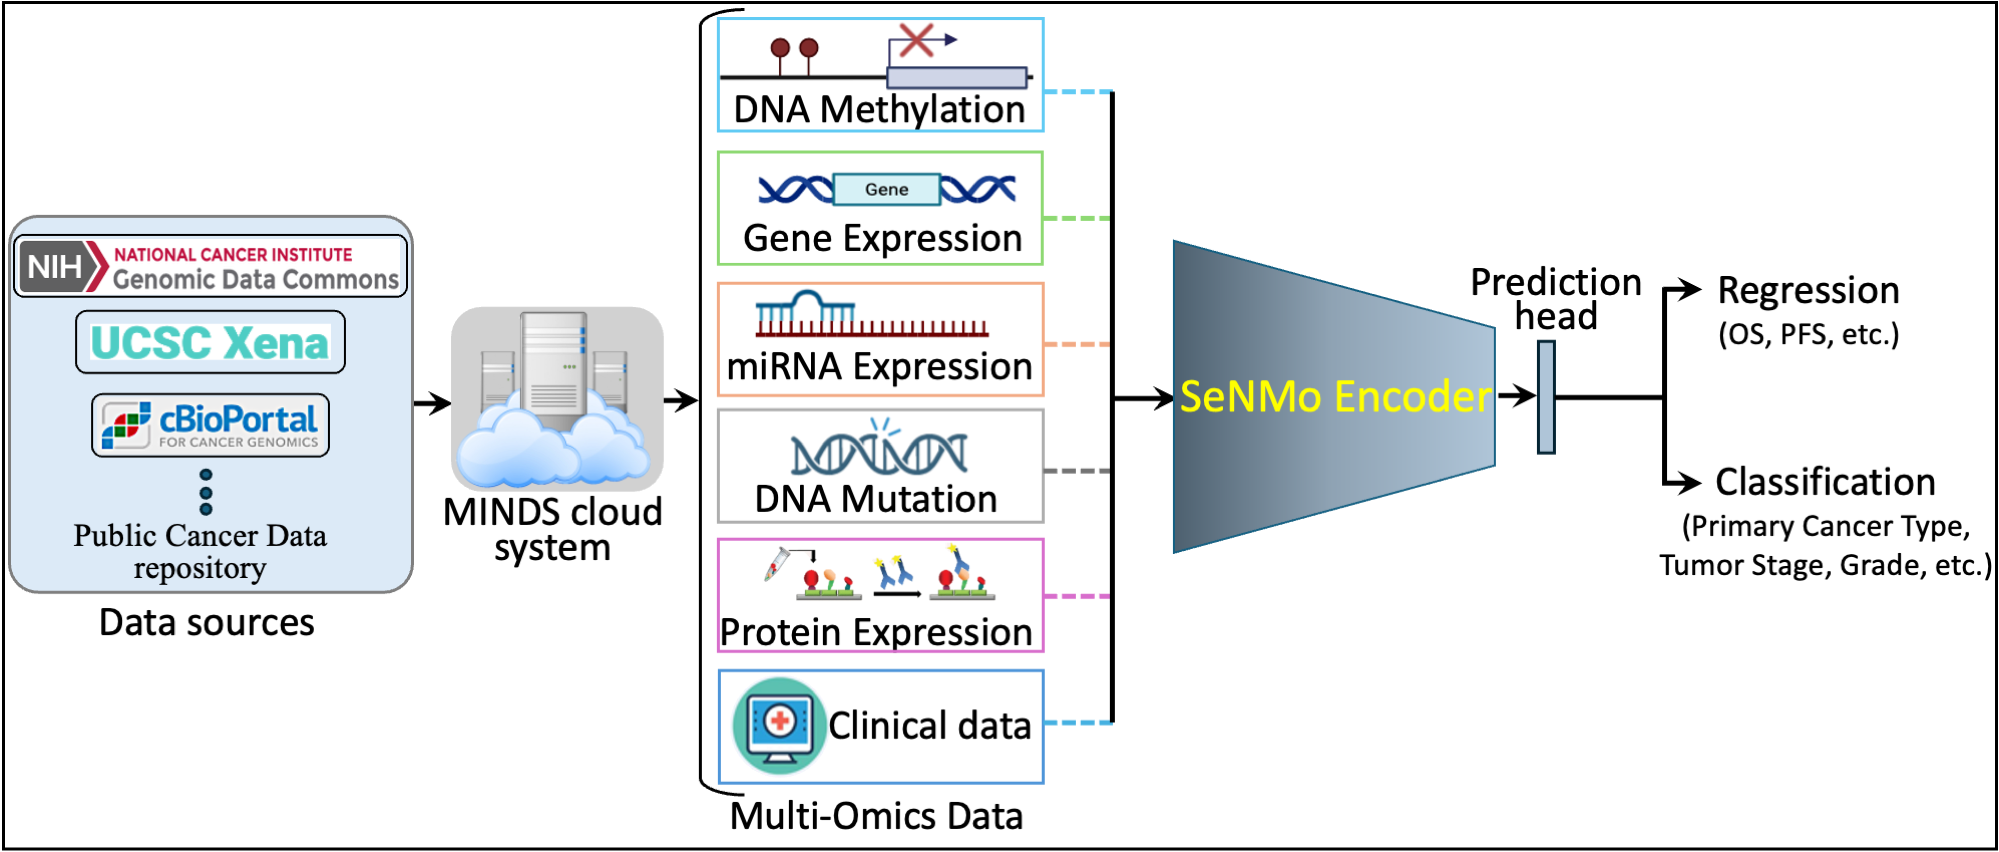 NIH
NATIONAL CANCER INSTITUTE
Genomic Data Commons
UCSC Xena
cBioPortal
FOR CANCER GENOMICS
Public Cancer Data
repository
Data sources
MINDS cloud
system
DNA Methylation
Gene
Gene Expression
miRNA Expression
DNA Mutation
Protein Expression
Clinical data
Multi-Omics Data
SeNMo Encoder
Prediction
head
Regression
(OS, PFS, etc.)
Classification
(Primary Cancer Type,
Tumor Stage, Grade, etc.)